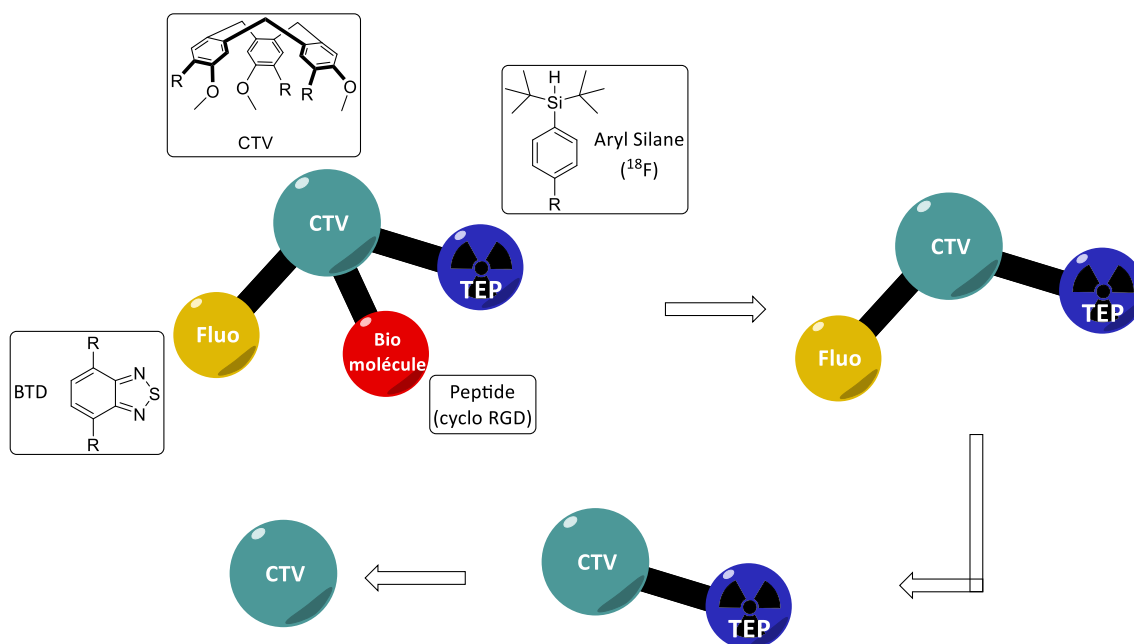 R
O
O
R
R
O
CTV
H
Si
Aryl Silane
(¹⁸F)
R
CTV
TEP
Fluo
Bio
molécule
CTV
TEP
Fluo
R
BTD
N
S
N
R
Peptide
(cyclo RGD)
CTV
CTV
TEP